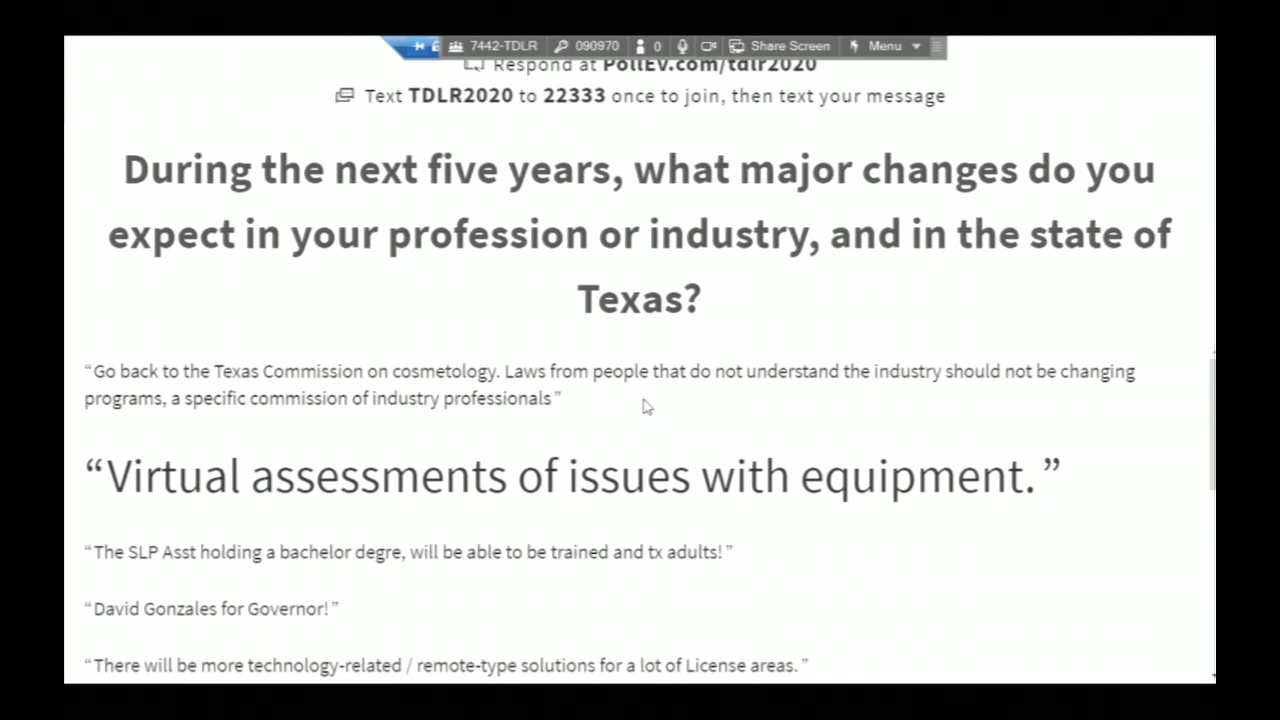 7442-TDLR 090970 0 Share Screen Menu
Respond at PollEv.com/tdlr2020
Text TDLR2020 to 22333 once to join, then text your message
During the next five years, what major changes do you
expect in your profession or industry, and in the state of
Texas?
“Go back to the Texas Commission on cosmetology. Laws from people that do not understand the industry should not be changing
programs, a specific commission of industry professionals”
“Virtual assessments of issues with equipment.”
“The SLP Asst holding a bachelor degre, will be able to be trained and tx adults!”
“David Gonzales for Governor!”
“There will be more technology-related / remote-type solutions for a lot of License areas.”